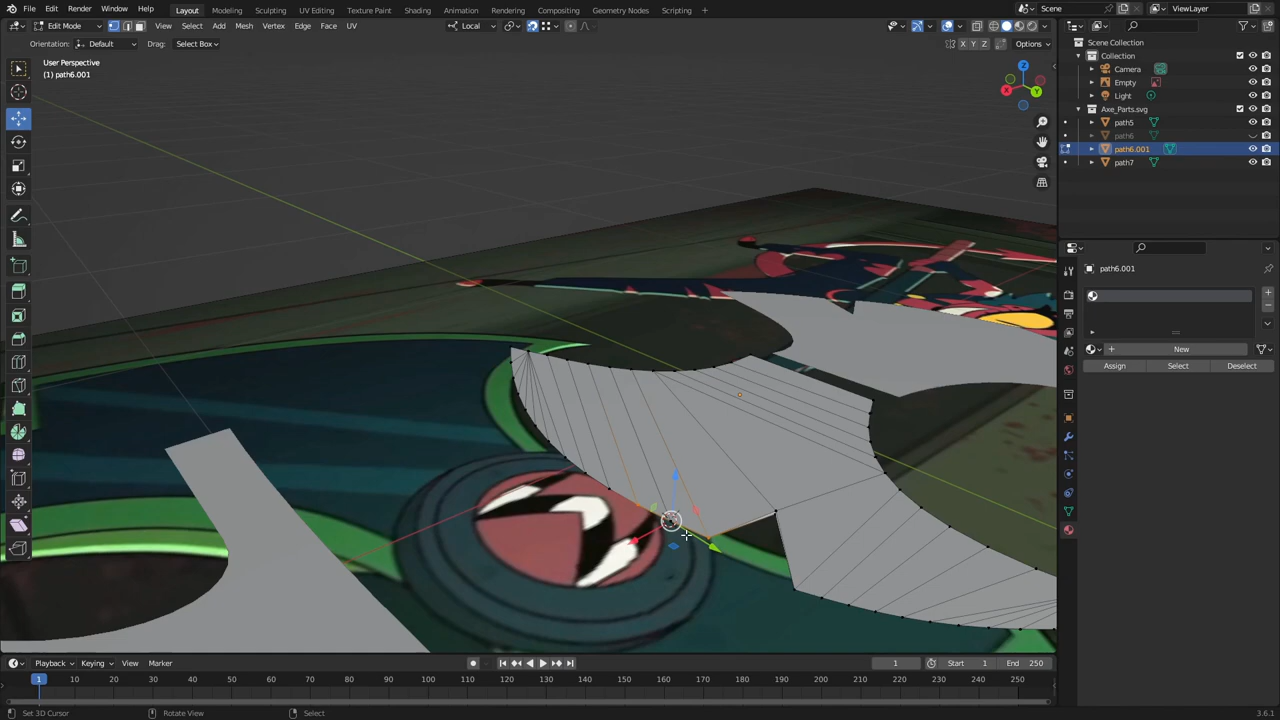 File Edit Render Window Help Layout Modeling Sculpting UV Editing Texture Paint Shading Animation Rendering Compositing Geometry Nodes Scripting + Scene ViewLayer
Edit Mode View Select Add Mesh Vertex Edge Face UV Local
Orientation: Default Drag: Select Box X Y Z Options
User Perspective
(1) path6.001
Z
X
Y
Scene Collection
Collection
Camera
Empty
Light
Axe_Parts.svg
path5
path6
path6.001
path7
path6.001
New
Assign Select Deselect
Playback Keying View Marker 1 Start 1 End 250
1 10 20 30 40 50 60 70 80 90 100 110 120 130 140 150 160 170 180 190 200 210 220 230 240 250
Set 3D Cursor Rotate View Select 3.6.1